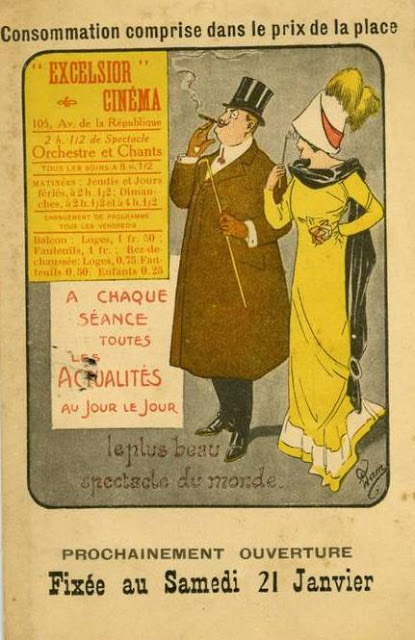 Consommation comprise dans le prix de la place
"EXCELSIOR"
CINÉMA
105, Av. de la République
2 h. 1/2 de Spectacle
Orchestre et Chants
TOUS LES SOIRS A 8 H. 1/2
MATINÉES : Jeudis et Jours
fériés, à 2 h. 1/2; Diman-
ches, à 2 h. 1/2 et à 4 h. 1/2
CHANGEMENT DE PROGRAMME
TOUS LES VENDREDIS
Balcon : Loges, 1 fr. 50 ;
Fauteuils, 1 fr. ; Rez-de-
chaussée: Loges, 0.75. Fau-
teuils 0.50. Enfants 0.25
A CHAQUE
SÉANCE
TOUTES
LES
ACTUALITÉS
AU JOUR LE JOUR
le plus beau
spectacle du monde.
PROCHAINEMENT OUVERTURE
Fixée au Samedi 21 Janvier